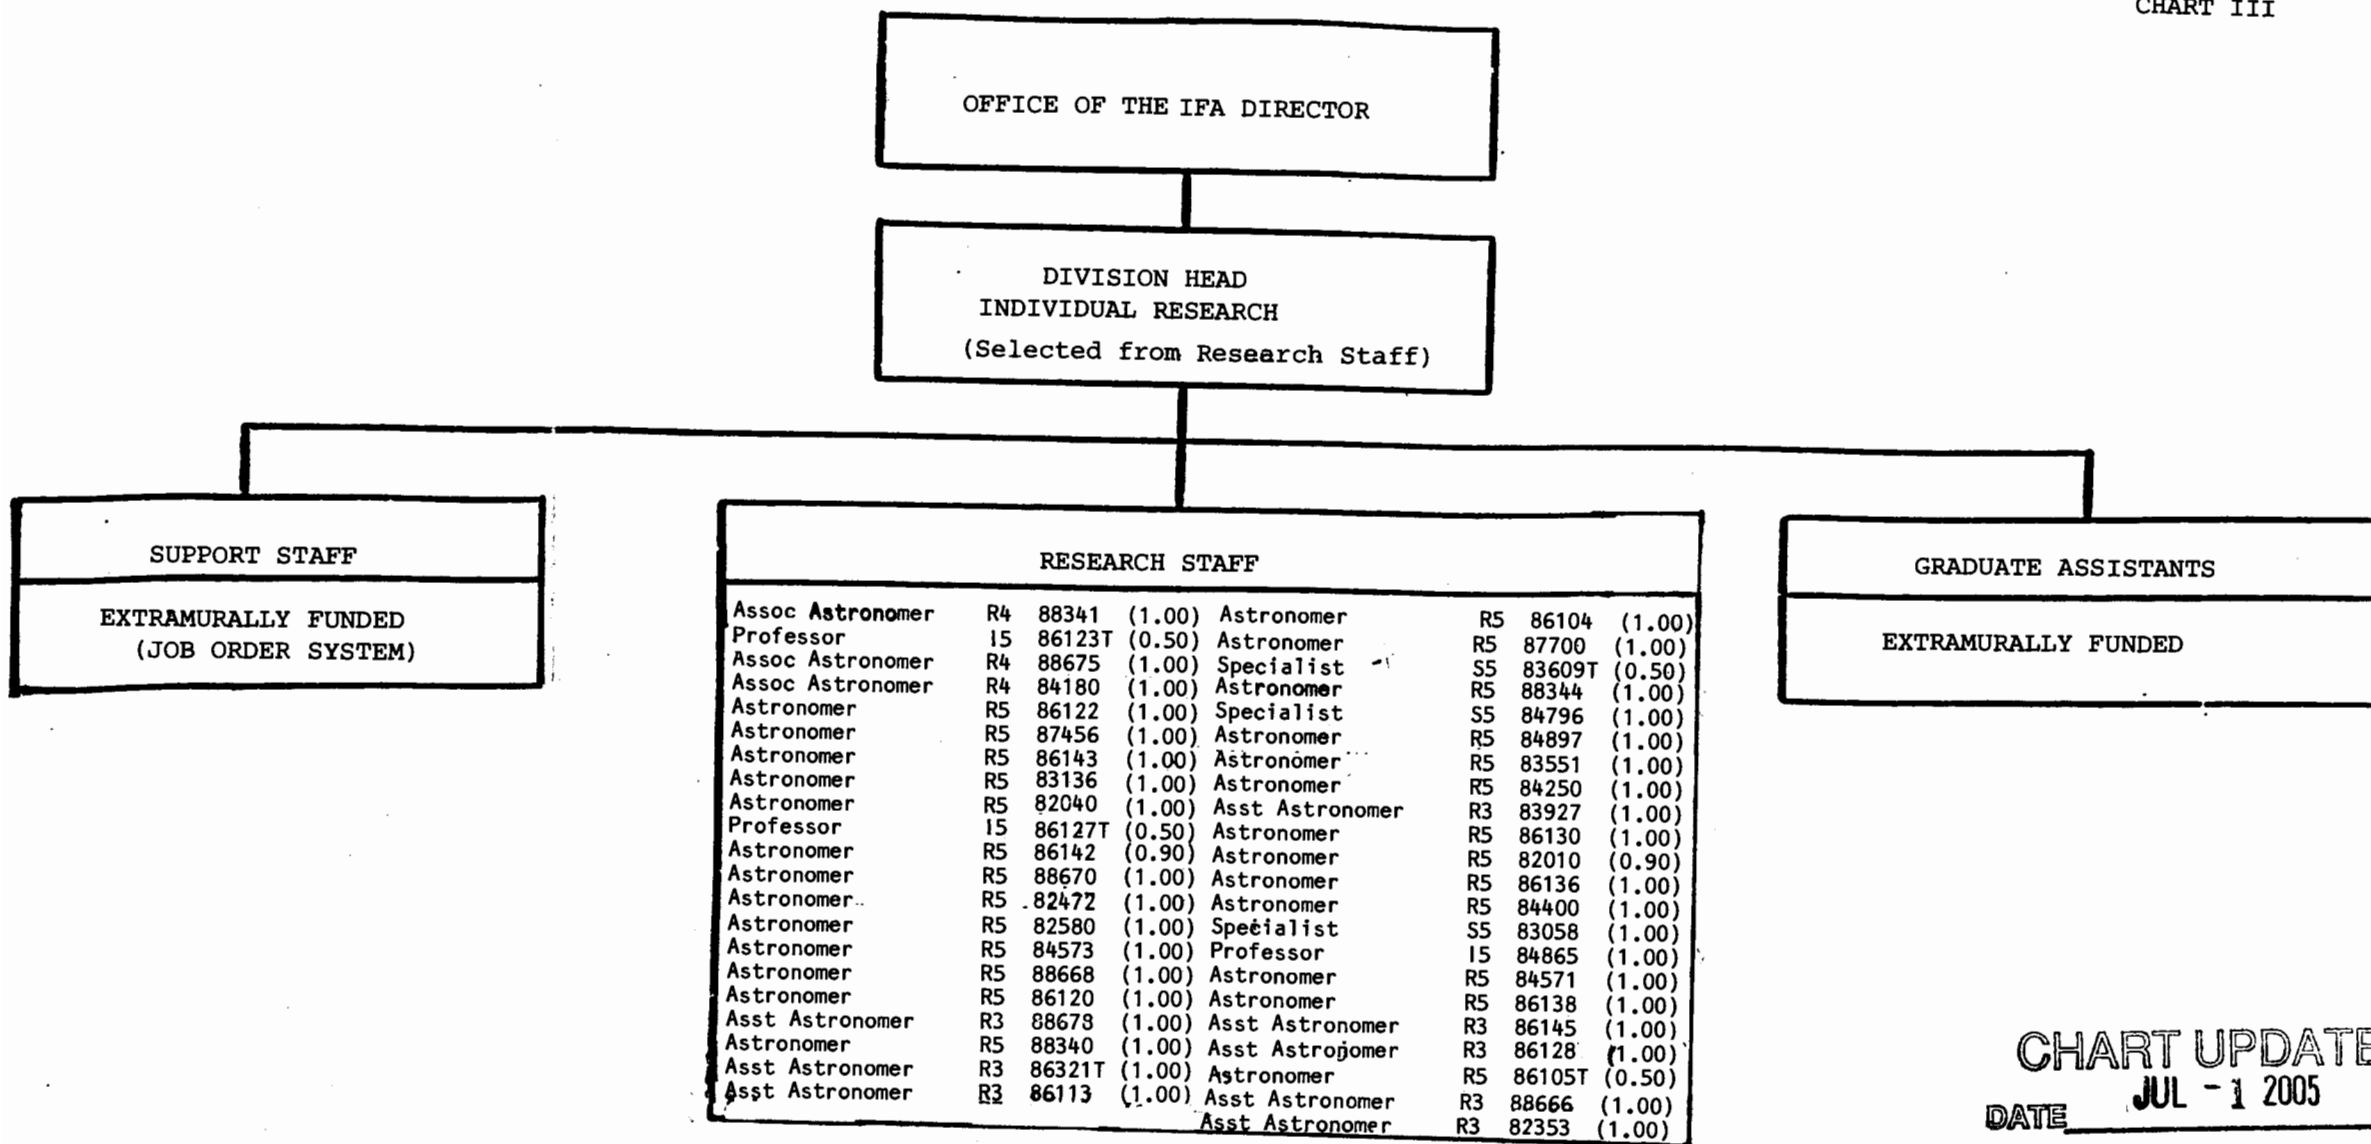 CHART III
OFFICE OF THE IFA DIRECTOR
DIVISION HEAD
INDIVIDUAL RESEARCH
(Selected from Research Staff)
SUPPORT STAFF
EXTRAMURALLY FUNDED
(JOB ORDER SYSTEM)
RESEARCH STAFF
Assoc Astronomer R4 88341 (1.00) Astronomer R5 86104 (1.00)
Professor I5 86123T (0.50) Astronomer R5 87700 (1.00)
Assoc Astronomer R4 88675 (1.00) Specialist S5 83609T (0.50)
Assoc Astronomer R4 84180 (1.00) Astronomer R5 88344 (1.00)
Astronomer R5 86122 (1.00) Specialist S5 84796 (1.00)
Astronomer R5 87456 (1.00) Astronomer R5 84897 (1.00)
Astronomer R5 86143 (1.00) Astronomer R5 83551 (1.00)
Astronomer R5 83136 (1.00) Astronomer R5 84250 (1.00)
Astronomer R5 82040 (1.00) Asst Astronomer R3 83927 (1.00)
Professor I5 86127T (0.50) Astronomer R5 86130 (1.00)
Astronomer R5 86142 (0.90) Astronomer R5 82010 (0.90)
Astronomer R5 88670 (1.00) Astronomer R5 86136 (1.00)
Astronomer R5 82472 (1.00) Astronomer R5 84400 (1.00)
Astronomer R5 82580 (1.00) Specialist S5 83058 (1.00)
Astronomer R5 84573 (1.00) Professor I5 84865 (1.00)
Astronomer R5 88668 (1.00) Astronomer R5 84571 (1.00)
Astronomer R5 86120 (1.00) Astronomer R5 86138 (1.00)
Asst Astronomer R3 88673 (1.00) Asst Astronomer R3 86145 (1.00)
Astronomer R5 88340 (1.00) Asst Astronomer R3 86128 (1.00)
Asst Astronomer R3 86321T (1.00) Astronomer R5 86105T (0.50)
Asst Astronomer R3 86113 (1.00) Asst Astronomer R3 88666 (1.00)
Asst Astronomer R3 82353 (1.00)
GRADUATE ASSISTANTS
EXTRAMURALLY FUNDED
CHART UPDATE
DATE JUL - 1 2005